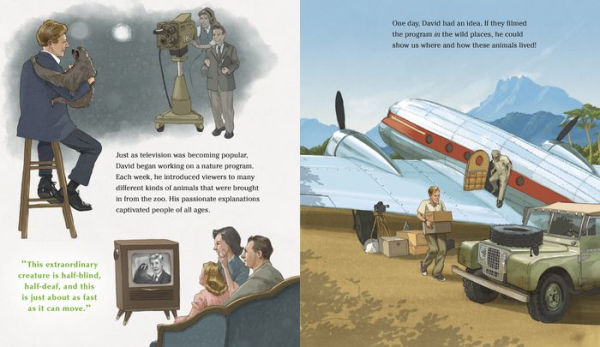 Just as television was becoming popular,
David began working on a nature program.
Each week, he introduced viewers to many
different kinds of animals that were brought
in from the zoo. His passionate explanations
captivated people of all ages.
"This extraordinary
creature is half-blind,
half-deaf, and this
is just about as fast
as it can move."
One day, David had an idea. If they filmed
the program in the wild places, he could
show us where and how these animals lived!